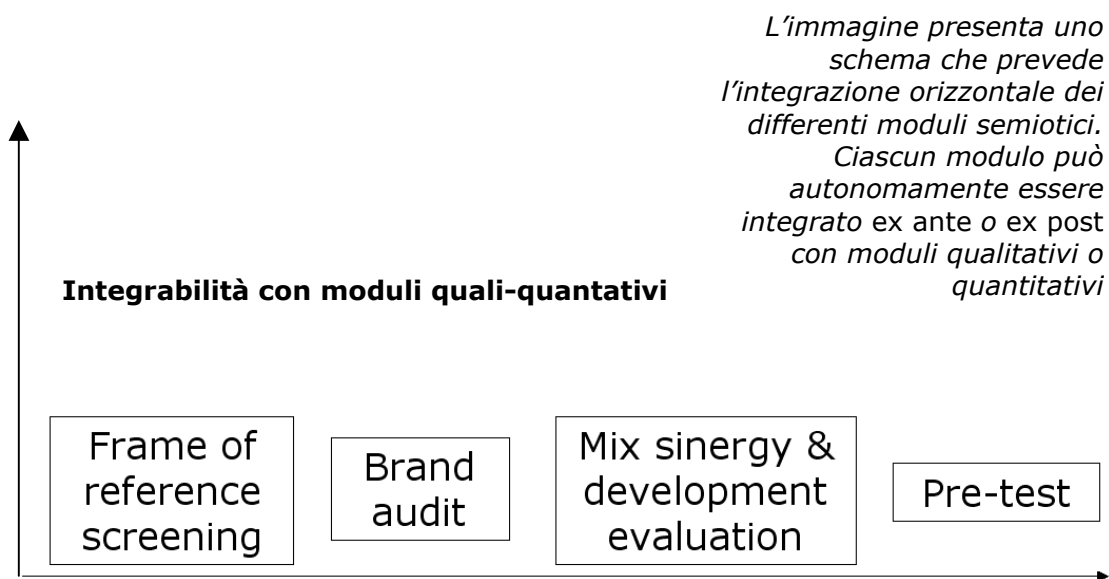 L’immagine presenta uno
schema che prevede
l’integrazione orizzontale dei
differenti moduli semiotici.
Ciascun modulo può
autonomamente essere
integrato ex ante o ex post
con moduli qualitativi o
quantitativi
Integrabilità con moduli quali-quantativi
Frame of
reference
screening
Brand
audit
Mix sinergy &
development
evaluation
Pre-test